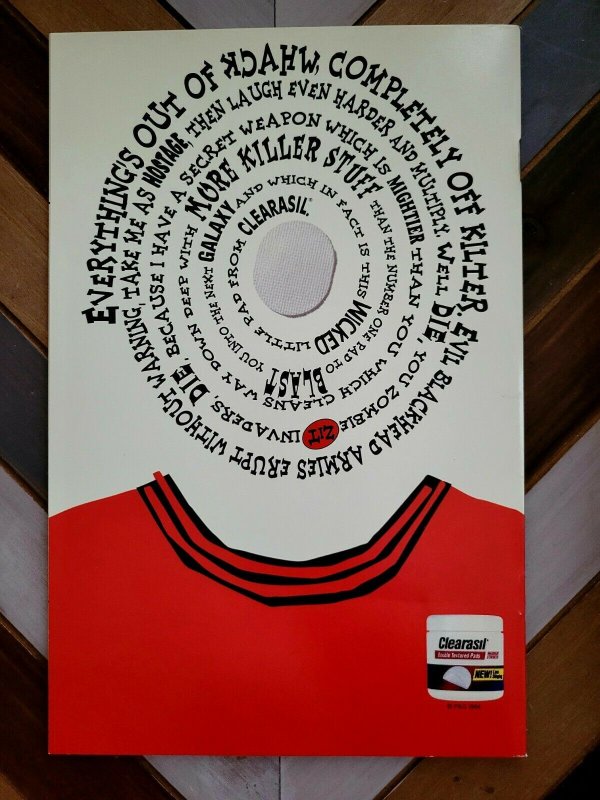 EVERYTHING'S OUT OF WHACK, COMPLETELY OFF KILTER, EVIL BLACKHEAD ARMIES ERUPT WITHOUT WARNING, TAKE ME AS HOSTAGE, THEN LAUGH EVEN HARDER AND MULTIPLY. WELL DIE, YOU ZOMBIE ZIT INVADERS, DIE, BECAUSE I HAVE A SECRET WEAPON WHICH IS MIGHTIER THAN YOU WHICH CLEANS WAY DOWN DEEP WITH MORE KILLER STUFF THAN THE NUMBER ONE PAD TO BLAST YOU INTO THE NEXT GALAXY AND WHICH IN FACT IS THIS WICKED LITTLE PAD FROM CLEARASIL®.
Clearasil
Double Textured Pads
NEW!